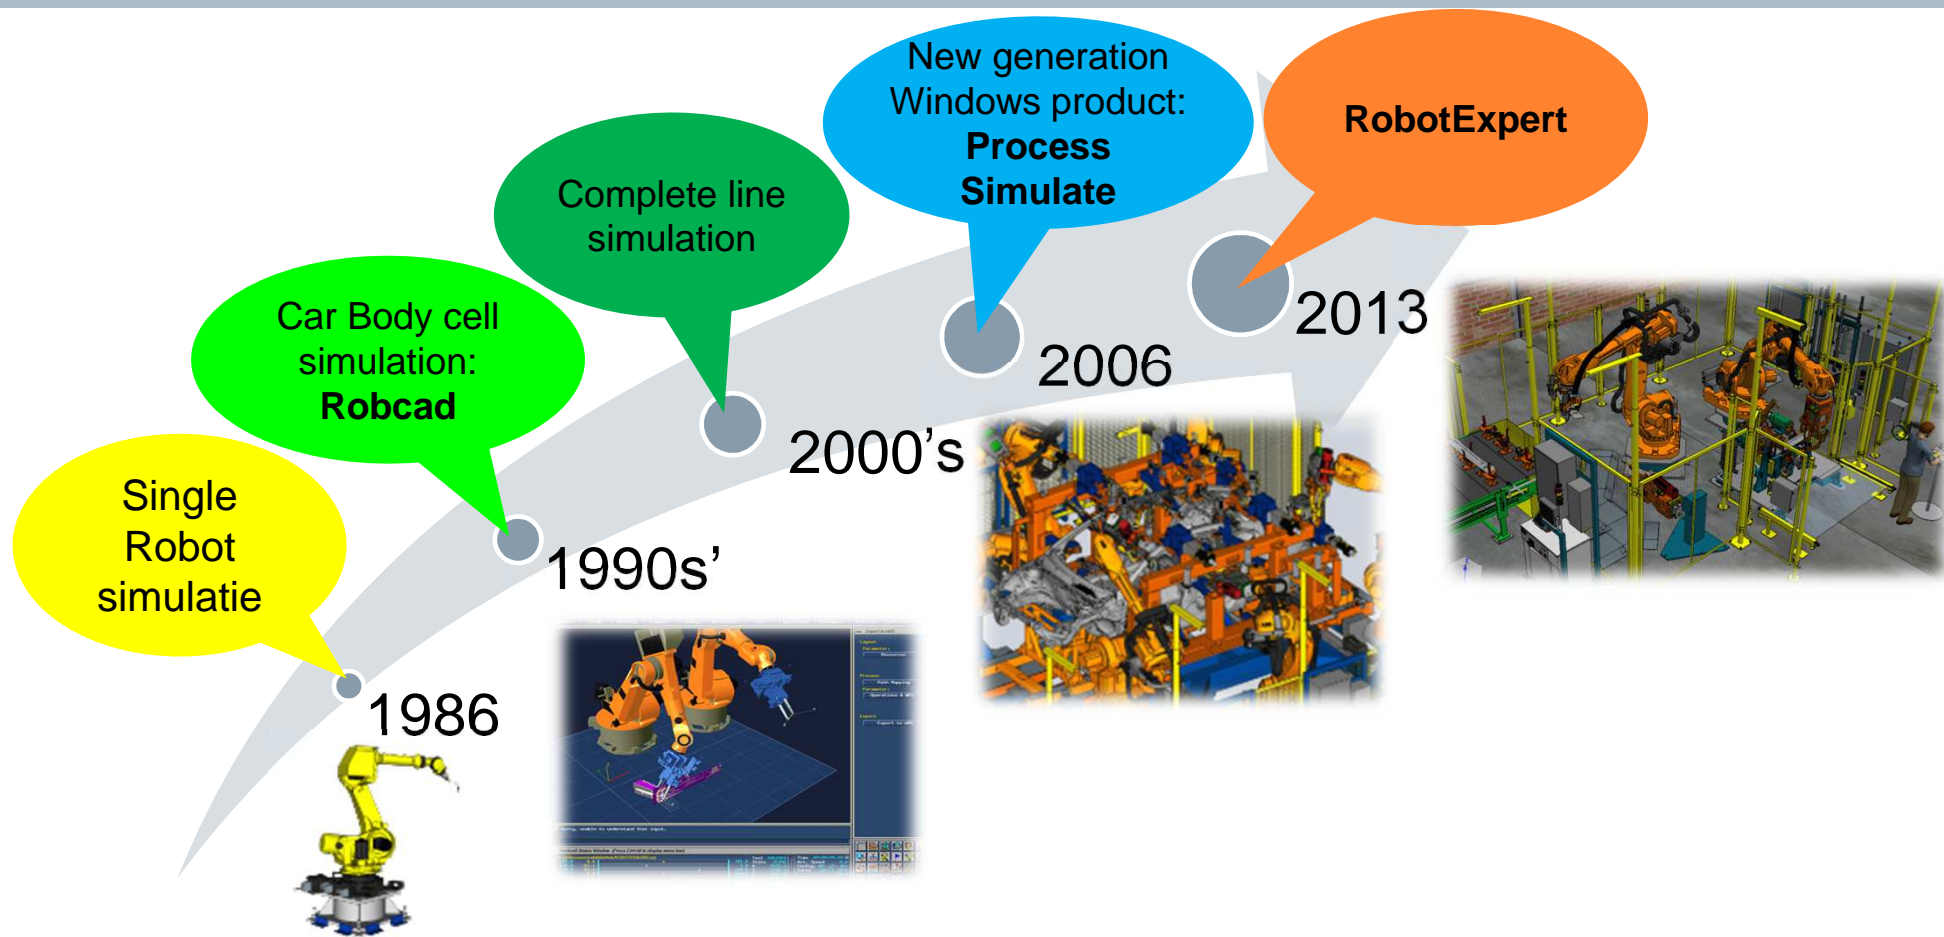 Single
Robot
simulatie
1986
Car Body cell
simulation:
Robcad
1990s’
Complete line
simulation
2000’s
New generation
Windows product:
Process
Simulate
2006
RobotExpert
2013